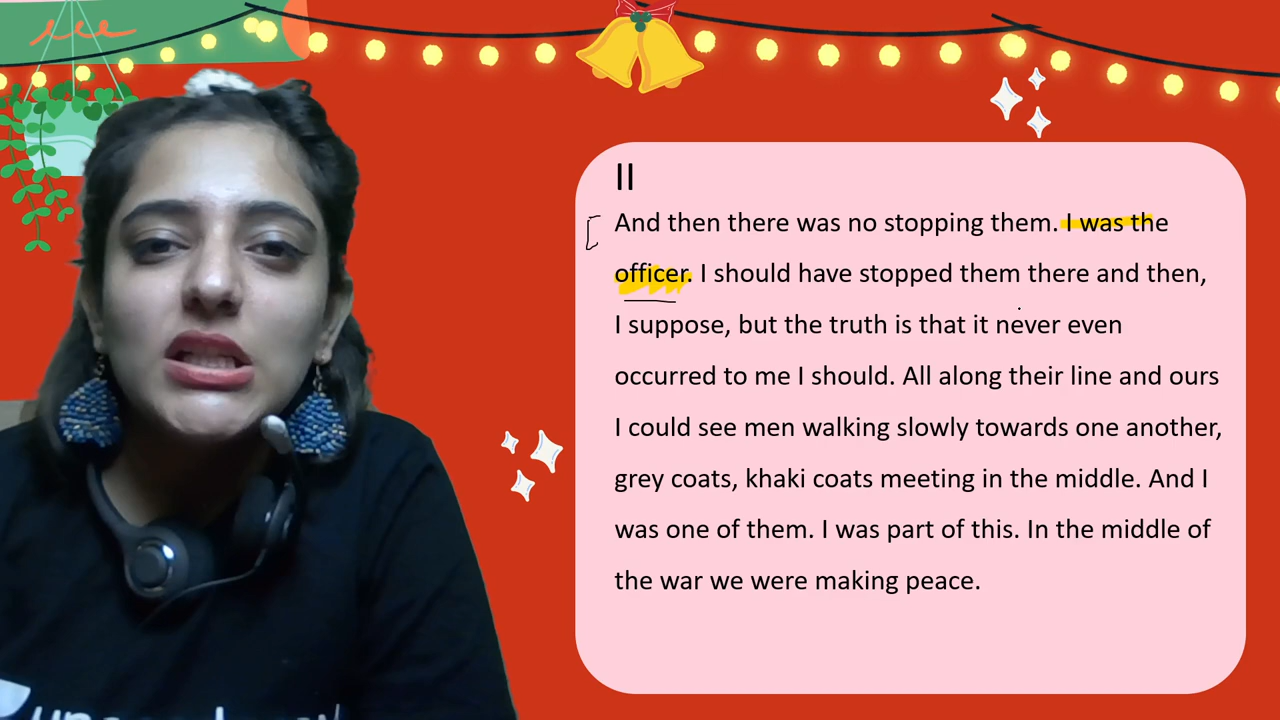 II
And then there was no stopping them. I was the
officer. I should have stopped them there and then,
I suppose, but the truth is that it never even
occurred to me I should. All along their line and ours
I could see men walking slowly towards one another,
grey coats, khaki coats meeting in the middle. And I
was one of them. I was part of this. In the middle of
the war we were making peace.